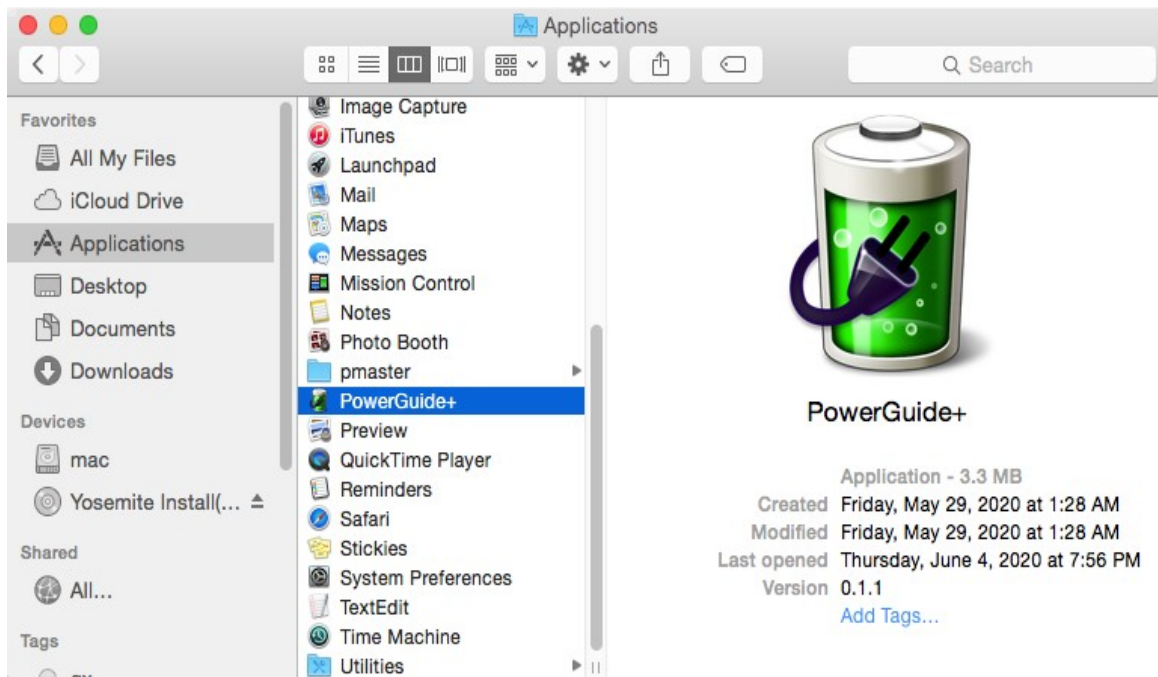 Applications
Search
Favorites
All My Files
iCloud Drive
Applications
Desktop
Documents
Downloads
Devices
mac
Yosemite Install(...
Shared
All...
Tags
Image Capture
iTunes
Launchpad
Mail
Maps
Messages
Mission Control
Notes
Photo Booth
pmaster
PowerGuide+
Preview
QuickTime Player
Reminders
Safari
Stickies
System Preferences
TextEdit
Time Machine
Utilities
PowerGuide+
Application - 3.3 MB
Created Friday, May 29, 2020 at 1:28 AM
Modified Friday, May 29, 2020 at 1:28 AM
Last opened Thursday, June 4, 2020 at 7:56 PM
Version 0.1.1
Add Tags...